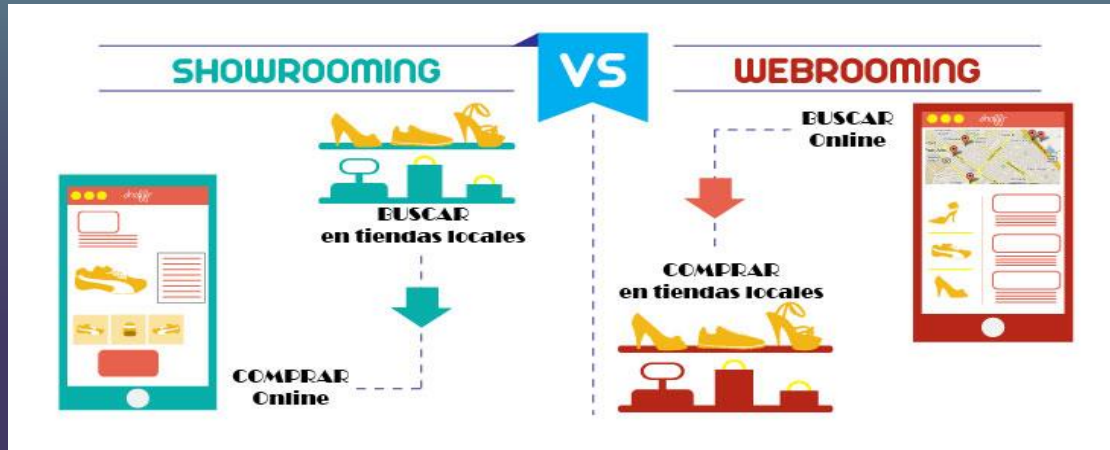 SHOWROOMING
VS
WEBROOMING
BUSCAR
en tiendas locales
COMPRAR
Online
BUSCAR
Online
COMPRAR
en tiendas locales